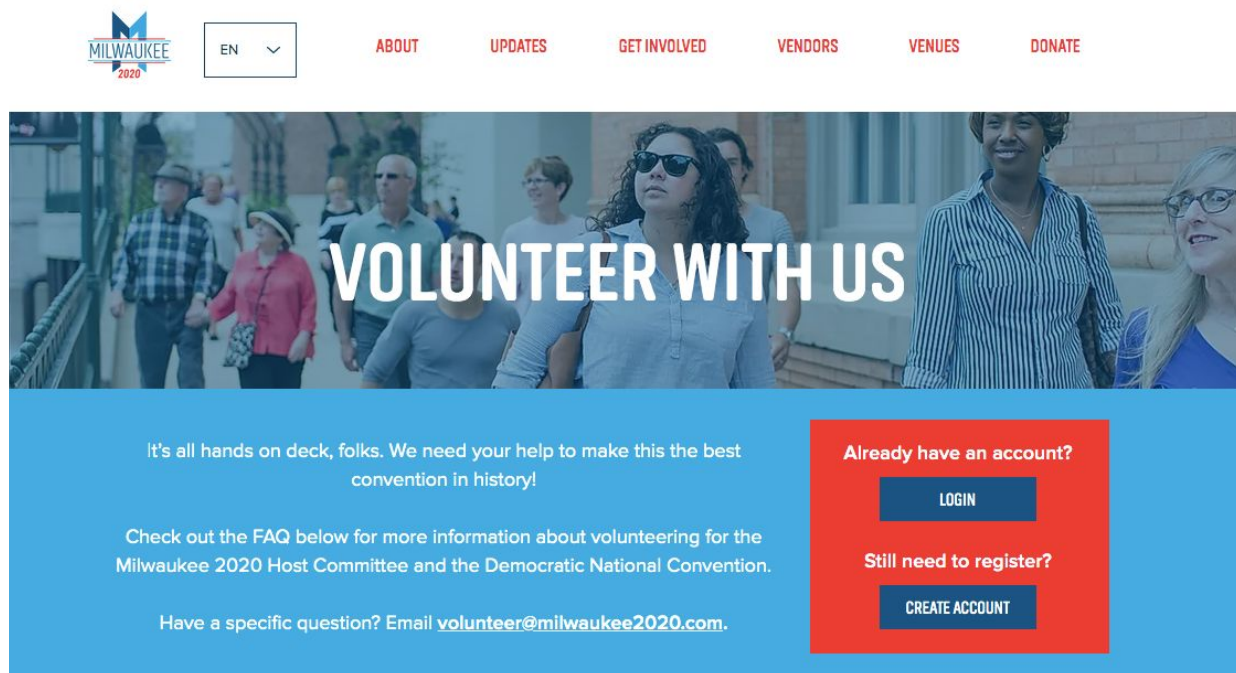 MILWAUKEE
2020
EN
ABOUT
UPDATES
GET INVOLVED
VENDORS
VENUES
DONATE
VOLUNTEER WITH US
It's all hands on deck, folks. We need your help to make this the best
convention in history!
Check out the FAQ below for more information about volunteering for the
Milwaukee 2020 Host Committee and the Democratic National Convention.
Have a specific question? Email volunteer@milwaukee2020.com.
Already have an account?
LOGIN
Still need to register?
CREATE ACCOUNT